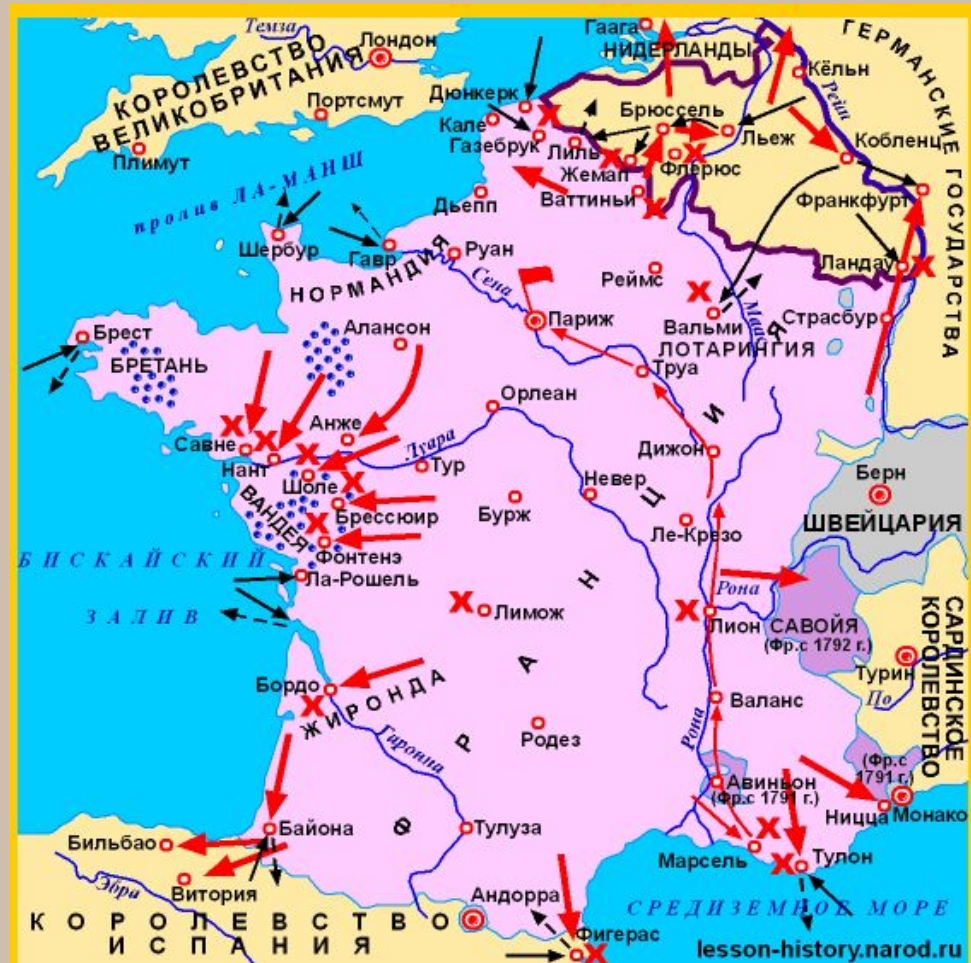 Темза
Лондон
КОРОЛЕВСТВО
ВЕЛИКОБРИТАНИЯ
Портсмут
Плимут
Гаага
НИДЕРЛАНДЫ
ГЕРМАНСКИЕ
ГОСУДАРСТВА
Кёльн
Рейн
Дюнкерк
Кале
Газебрук
Брюссель
Льеж
Кобленц
Лиль
Жемап
Флерюс
пролив ЛА-МАНШ
Дьепп
Ваттиньи
Франкфурт
Шербур
Гавр
Руан
НОРМАНДИЯ
Сена
Реймс
Ландау
Париж
Вальми
Маас
Страсбур
ЛОТАРИНГИЯ
Брест
БРЕТАНЬ
Алансон
Труа
Орлеан
Анже
Савне
Нант
Луара
Тур
Дижон
Шоле
Невер
Берн
ВАНДЕЯ
Брессюир
Бурж
Ле-Крезо
ШВЕЙЦАРИЯ
Фонтенэ
БИСКАЙСКИЙ
ЗАЛИВ
Ла-Рошель
Рона
Лимож
Лион
САВОЙЯ
(Фр.с 1792 г.)
САРДИНСКОЕ
КОРОЛЕВСТВО
Турин
По
Бордо
ЖИРОНДА
Валанс
Гаронна
Родез
Рона
ФРАНЦИЯ
Авиньон
(Фр.с 1791 г.)
(Фр.с
1791 г.)
Ницца
Монако
Байона
Тулуза
Марсель
Тулон
Бильбао
Витория
Эбра
Андорра
СРЕДИЗЕМНОЕ МОРЕ
КОРОЛЕВСТВО
ИСПАНИЯ
Фигерас
lesson-history.narod.ru